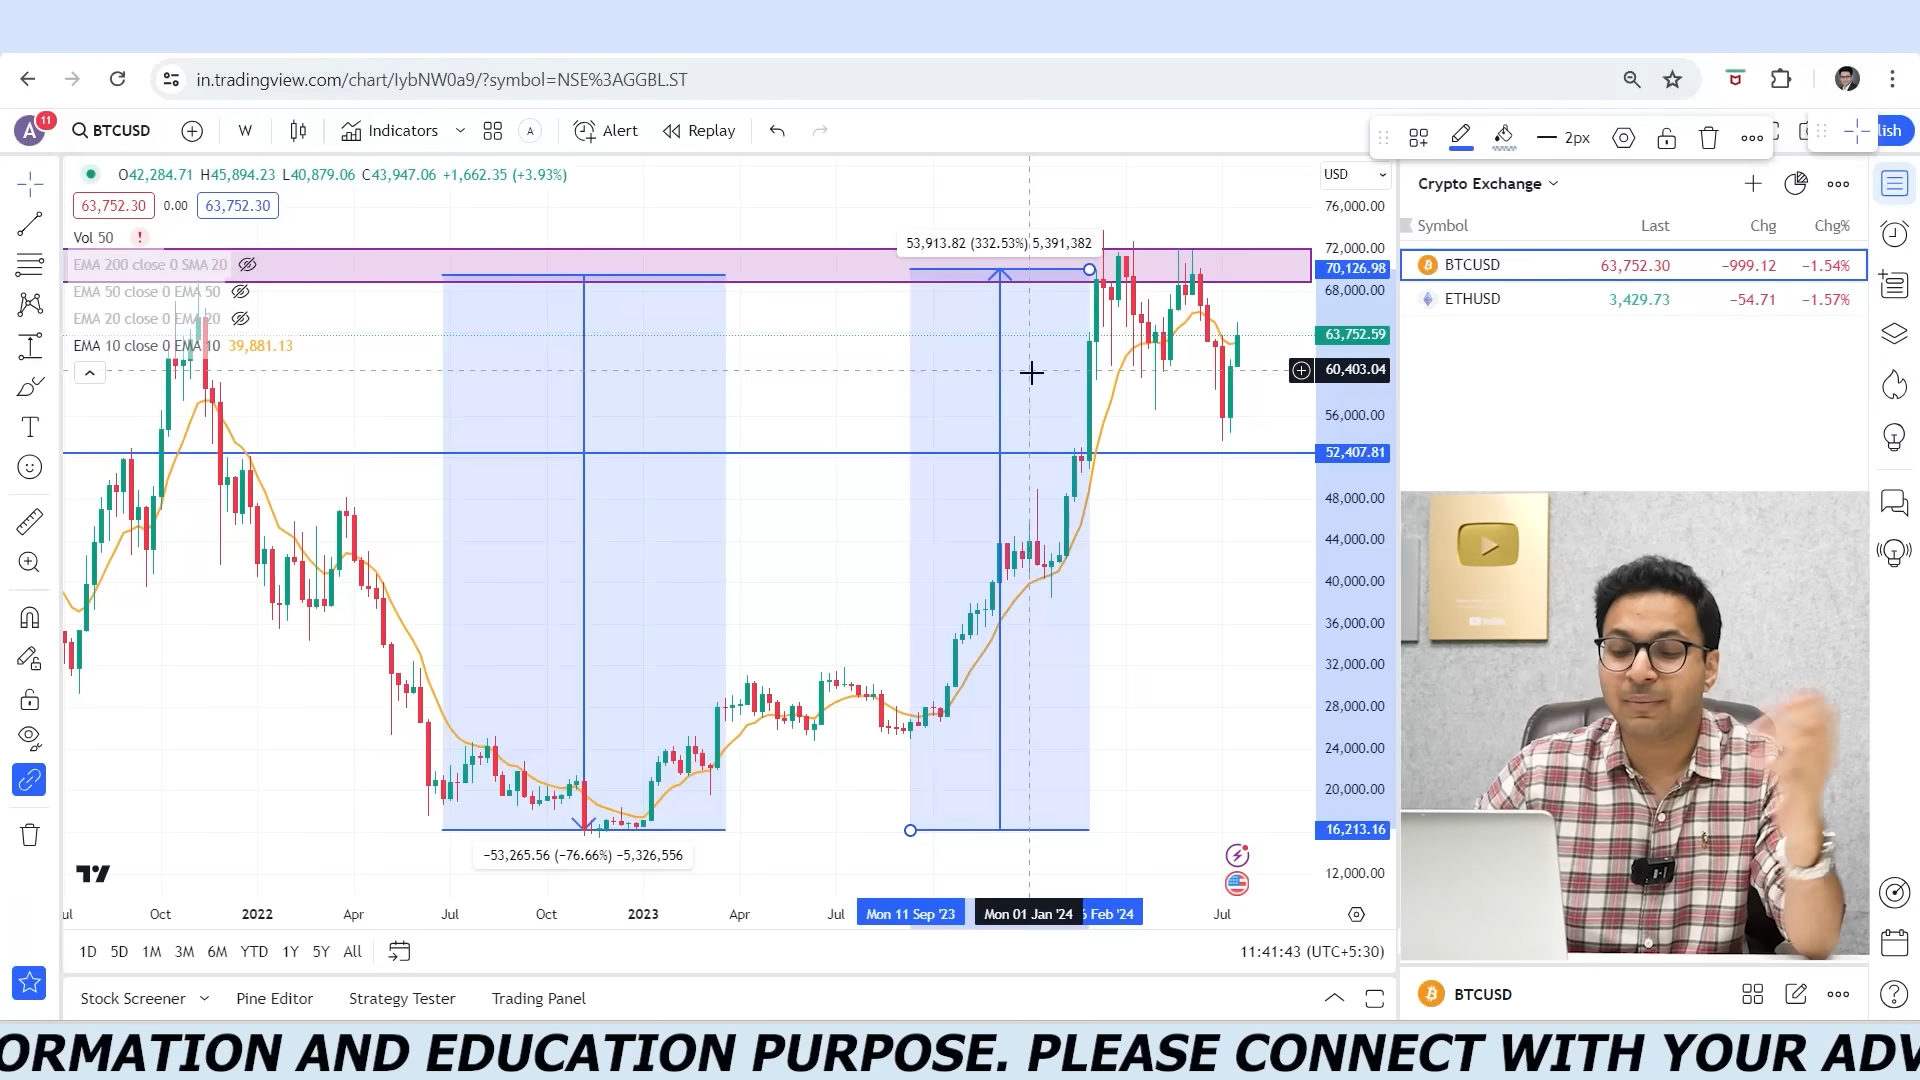 in.tradingview.com/chart/IybNW0a9/?symbol=NSE%3AGGBL.ST
A 11 BTCUSD W Indicators A Alert Replay 2px lish
O42,284.71 H45,894.23 L40,879.06 C43,947.06 +1,662.35 (+3.93%)
63,752.30 0.00 63,752.30
Vol 50 !
EMA 200 close 0 SMA 20
EMA 50 close 0 EMA 50
EMA 20 close 0 EMA 20
EMA 10 close 0 EMA 10 39,881.13
53,913.82 (332.53%) 5,391,382
−53,265.56 (−76.66%) −5,326,556
USD
76,000.00
72,000.00
70,126.98
68,000.00
63,752.59
60,403.04
56,000.00
52,407.81
48,000.00
44,000.00
40,000.00
36,000.00
32,000.00
28,000.00
24,000.00
20,000.00
16,213.16
12,000.00
ul Oct 2022 Apr Jul Oct 2023 Apr Jul Mon 11 Sep '23 Mon 01 Jan '24 Feb '24 Jul
1D 5D 1M 3M 6M YTD 1Y 5Y All
11:41:43 (UTC+5:30)
Stock Screener Pine Editor Strategy Tester Trading Panel
Crypto Exchange
Symbol Last Chg Chg%
BTCUSD 63,752.30 −999.12 −1.54%
ETHUSD 3,429.73 −54.71 −1.57%
BTCUSD
ORMATION AND EDUCATION PURPOSE. PLEASE CONNECT WITH YOUR ADV